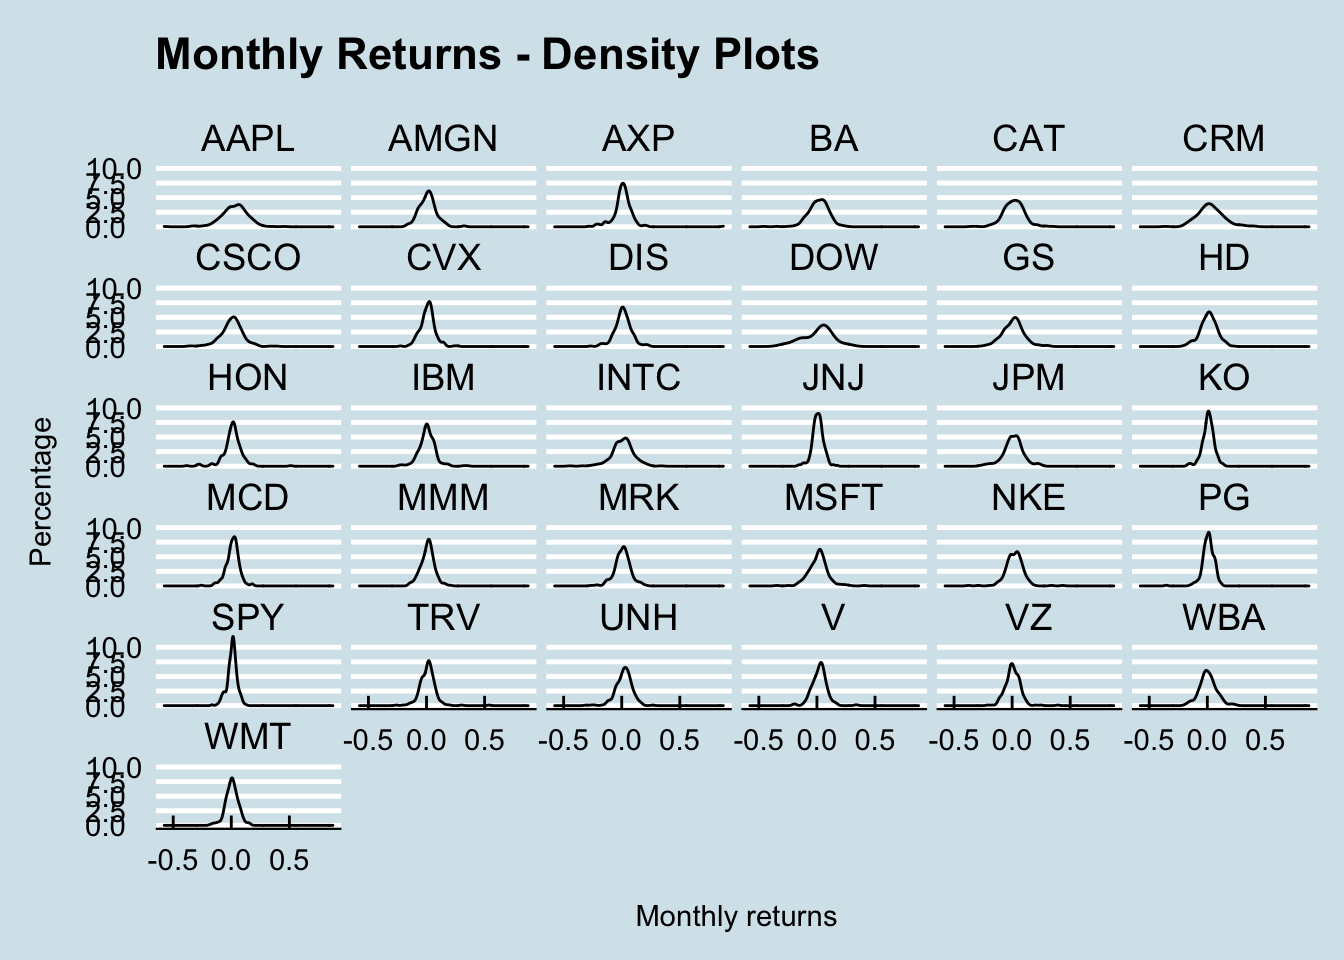 Monthly Returns - Density Plots
AAPL AMGN AXP BA CAT CRM
10.0
7.5
5.0
2.5
0.0
CSCO CVX DIS DOW GS HD
10.0
7.5
5.0
2.5
0.0
HON IBM INTC JNJ JPM KO
10.0
7.5
5.0
2.5
0.0
MCD MMM MRK MSFT NKE PG
10.0
7.5
5.0
2.5
0.0
SPY TRV UNH V VZ WBA
10.0
7.5
5.0
2.5
0.0
-0.5 0.0 0.5 -0.5 0.0 0.5 -0.5 0.0 0.5 -0.5 0.0 0.5 -0.5 0.0 0.5
WMT
10.0
7.5
5.0
2.5
0.0
-0.5 0.0 0.5
Percentage
Monthly returns